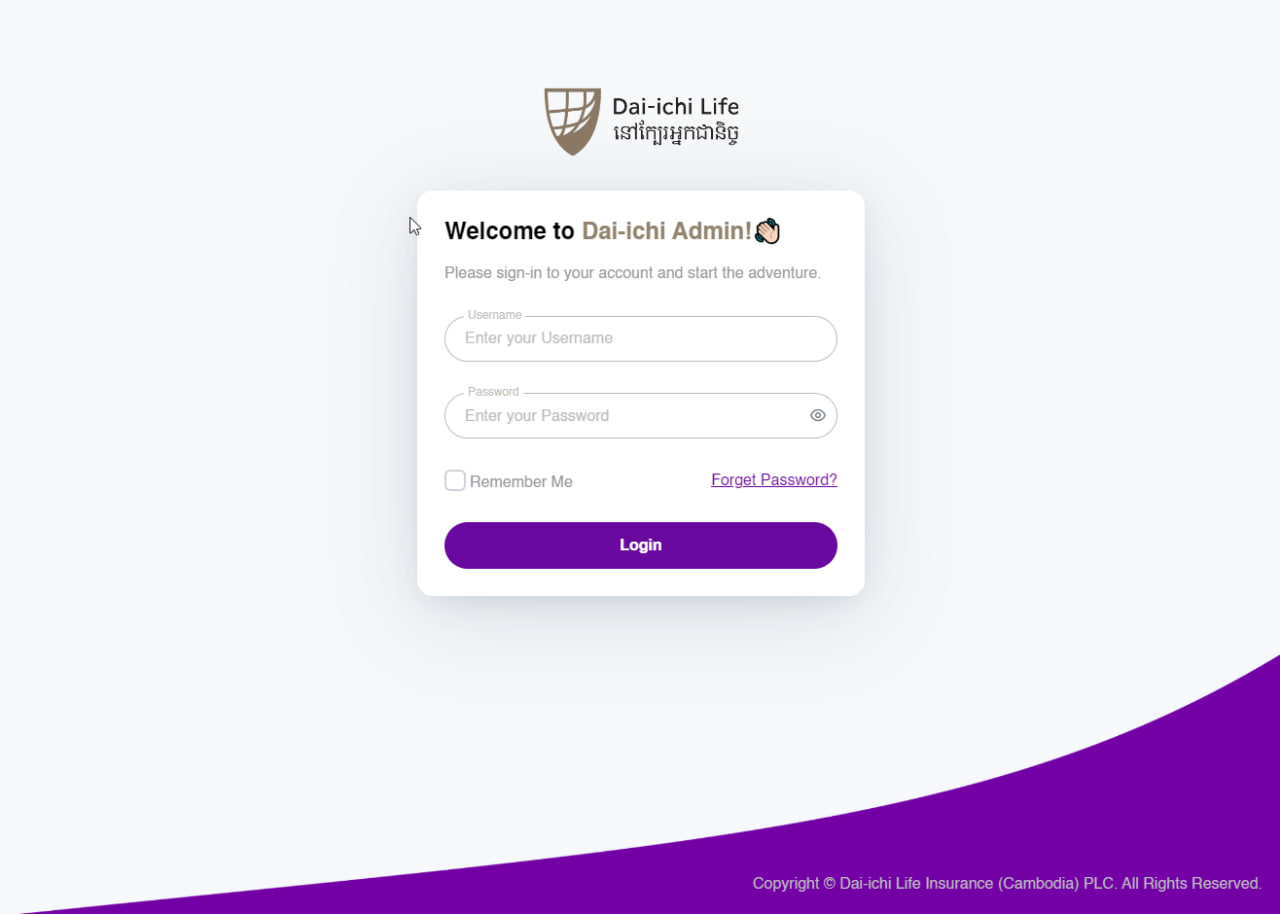 Dai-ichi Life
នៅក្បែរអ្នកជានិច្ច
Welcome to Dai-ichi Admin!
Please sign-in to your account and start the adventure.
Username
Enter your Username
Password
Enter your Password
Remember Me Forget Password?
Login
Copyright © Dai-ichi Life Insurance (Cambodia) PLC. All Rights Reserved.